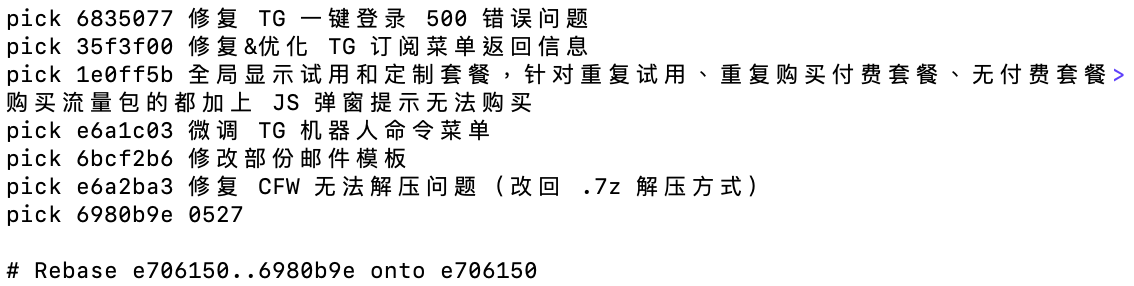 pick 6835077 修复 TG 一键登录 500 错误问题
pick 35f3f00 修复&优化 TG 订阅菜单返回信息
pick 1e0ff5b 全局显示试用和定制套餐，针对重复试用、重复购买付费套餐、无付费套餐>
购买流量包的都加上 JS 弹窗提示无法购买
pick e6a1c03 微调 TG 机器人命令菜单
pick 6bcf2b6 修改部份邮件模板
pick e6a2ba3 修复 CFW 无法解压问题（改回 .7z 解压方式）
pick 6980b9e 0527
# Rebase e706150..6980b9e onto e706150